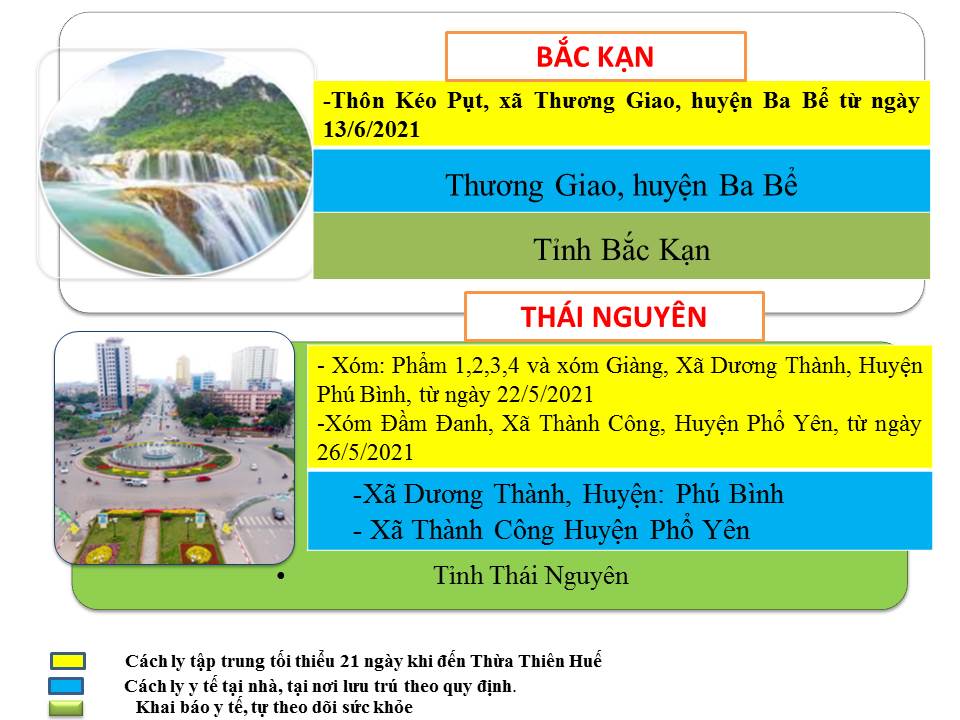 BẮC KẠN
-Thôn Kéo Pụt, xã Thương Giao, huyện Ba Bể từ ngày
13/6/2021
Thương Giao, huyện Ba Bể
Tỉnh Bắc Kạn
THÁI NGUYÊN
- Xóm: Phẩm 1,2,3,4 và xóm Giàng, Xã Dương Thành, Huyện
Phú Bình, từ ngày 22/5/2021
-Xóm Đầm Đanh, Xã Thành Công, Huyện Phổ Yên, từ ngày
26/5/2021
-Xã Dương Thành, Huyện: Phú Bình
- Xã Thành Công Huyện Phổ Yên
• Tỉnh Thái Nguyên
Cách ly tập trung tối thiểu 21 ngày khi đến Thừa Thiên Huế
Cách ly y tế tại nhà, tại nơi lưu trú theo quy định.
Khai báo y tế, tự theo dõi sức khỏe